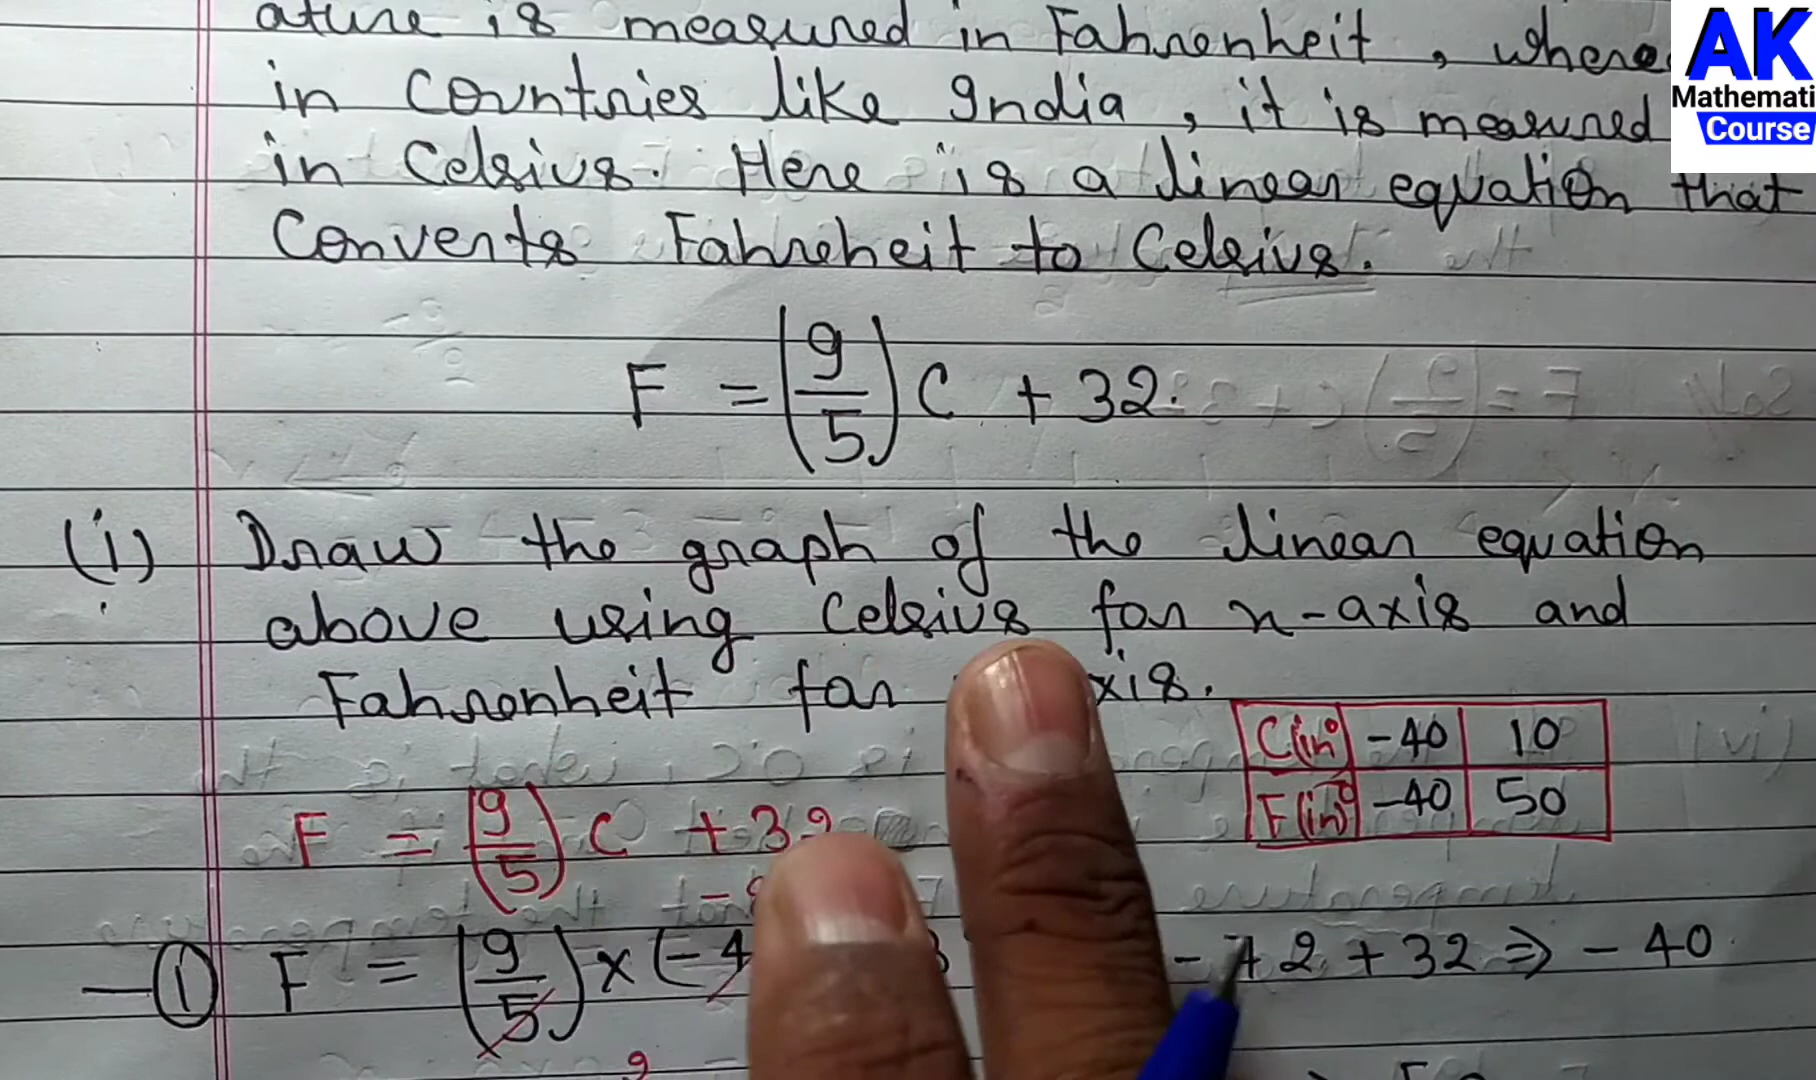 ature is measured in Fahrenheit, where
in countries like India, it is measured
in Celsius. Here is a linear equation that
Converts Fahreheit to Celsius.
F = (9/5) C + 32.
(i) Draw the graph of the linear equation
above using Celsius for x-axis and
Fahrenheit for xis.
C(in° -40 10
F(in)° -40 50
F = (9/5) C + 32
① F = (9/5) × (-4 -72 + 32 ⇒ -40
9
AK
Mathemati
Course